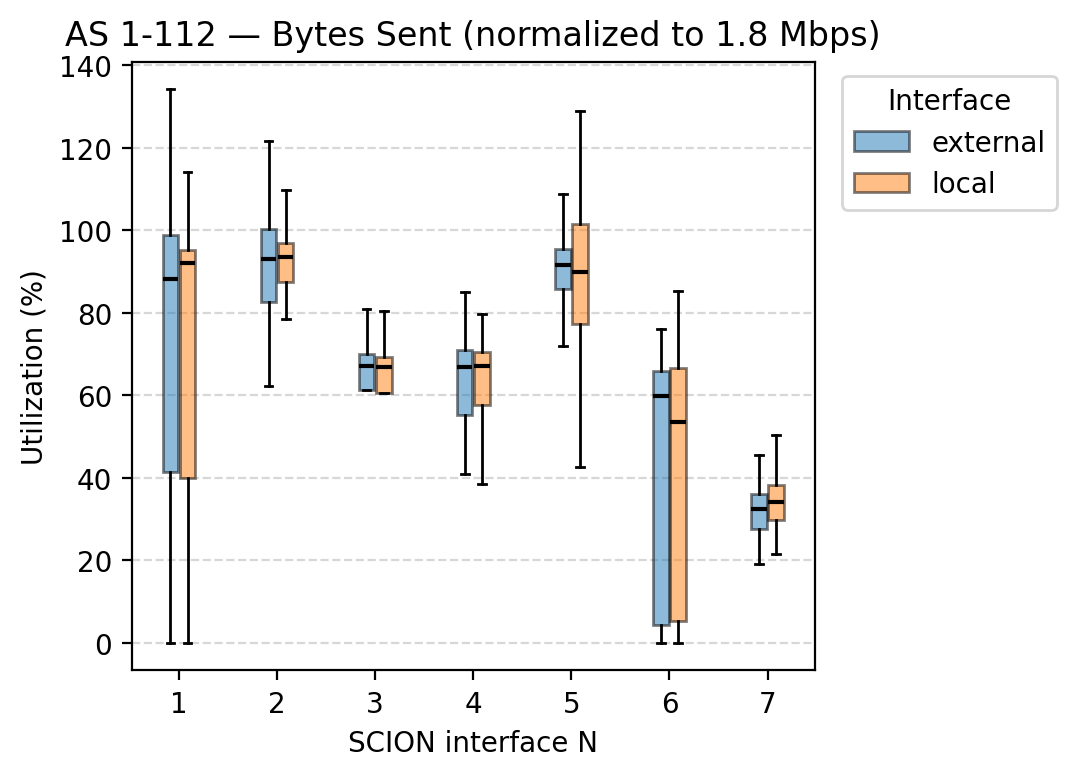 AS 1-112 — Bytes Sent (normalized to 1.8 Mbps)
140
120
100
80
60
40
20
0
Utilization (%)
1 2 3 4 5 6 7
SCION interface N
Interface
external
local